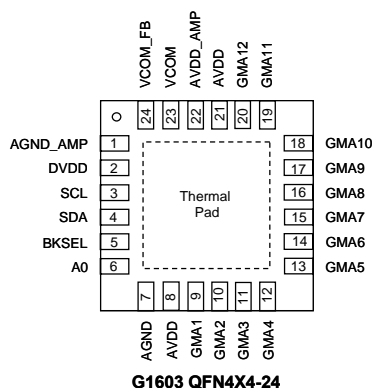 VCOM_FB
VCOM
AVDD_AMP
AVDD
GMA12
GMA11
24
23
22
21
20
19
AGND_AMP 1
DVDD 2
SCL 3
SDA 4
BKSEL 5
A0 6
Thermal
Pad
18 GMA10
17 GMA9
16 GMA8
15 GMA7
14 GMA6
13 GMA5
7
8
9
10
11
12
AGND
AVDD
GMA1
GMA2
GMA3
GMA4
G1603 QFN4X4-24